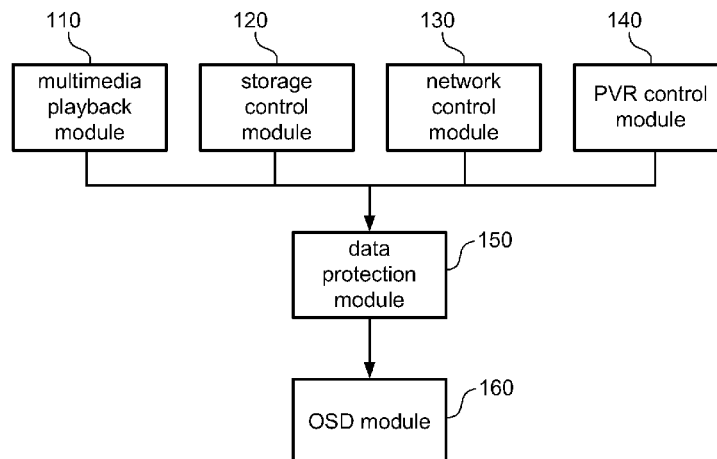 110
120
130
140
multimedia
playback
module
storage
control
module
network
control
module
PVR control
module
150
data
protection
module
160
OSD module